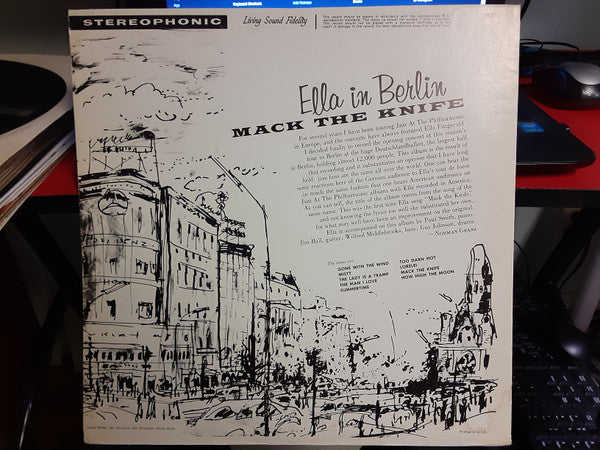 STEREOPHONIC
Living Sound Fidelity
Ella in Berlin
MACK THE KNIFE
For several years I have been touring Jazz At The Philharmonic
in Europe, and the concerts have always featured Ella Fitzgerald.
I decided finally to record the opening concert of this season's
tour in Berlin at the huge Deutschlandhallen, the largest hall
in Berlin, holding almost 12,000 people. This album is the result of
that recording and it substantiates an opinion that I have long
held: jazz fans are the same all over the world. One can hear the
same reactions here of the German audience to Ella's tour de force
in much the same fashion that one hears American audiences on
Jazz At The Philharmonic albums with Ella recorded in America.
As you can tell, the title of the album comes from the song of the
same name. This was the first time Ella sang "Mack the Knife,"
and not knowing the lyrics too well she substituted her own,
for what may well have been an improvement on the original.
Ella is accompanied on this album by Paul Smith, piano;
Jim Hall, guitar; Wilfred Middlebrooks, bass; Gus Johnson, drums.
—NORMAN GRANZ
The tunes are:
GONE WITH THE WIND
MISTY
THE LADY IS A TRAMP
THE MAN I LOVE
SUMMERTIME
TOO DARN HOT
LORELEI
MACK THE KNIFE
HOW HIGH THE MOON
Printed in U.S.A.